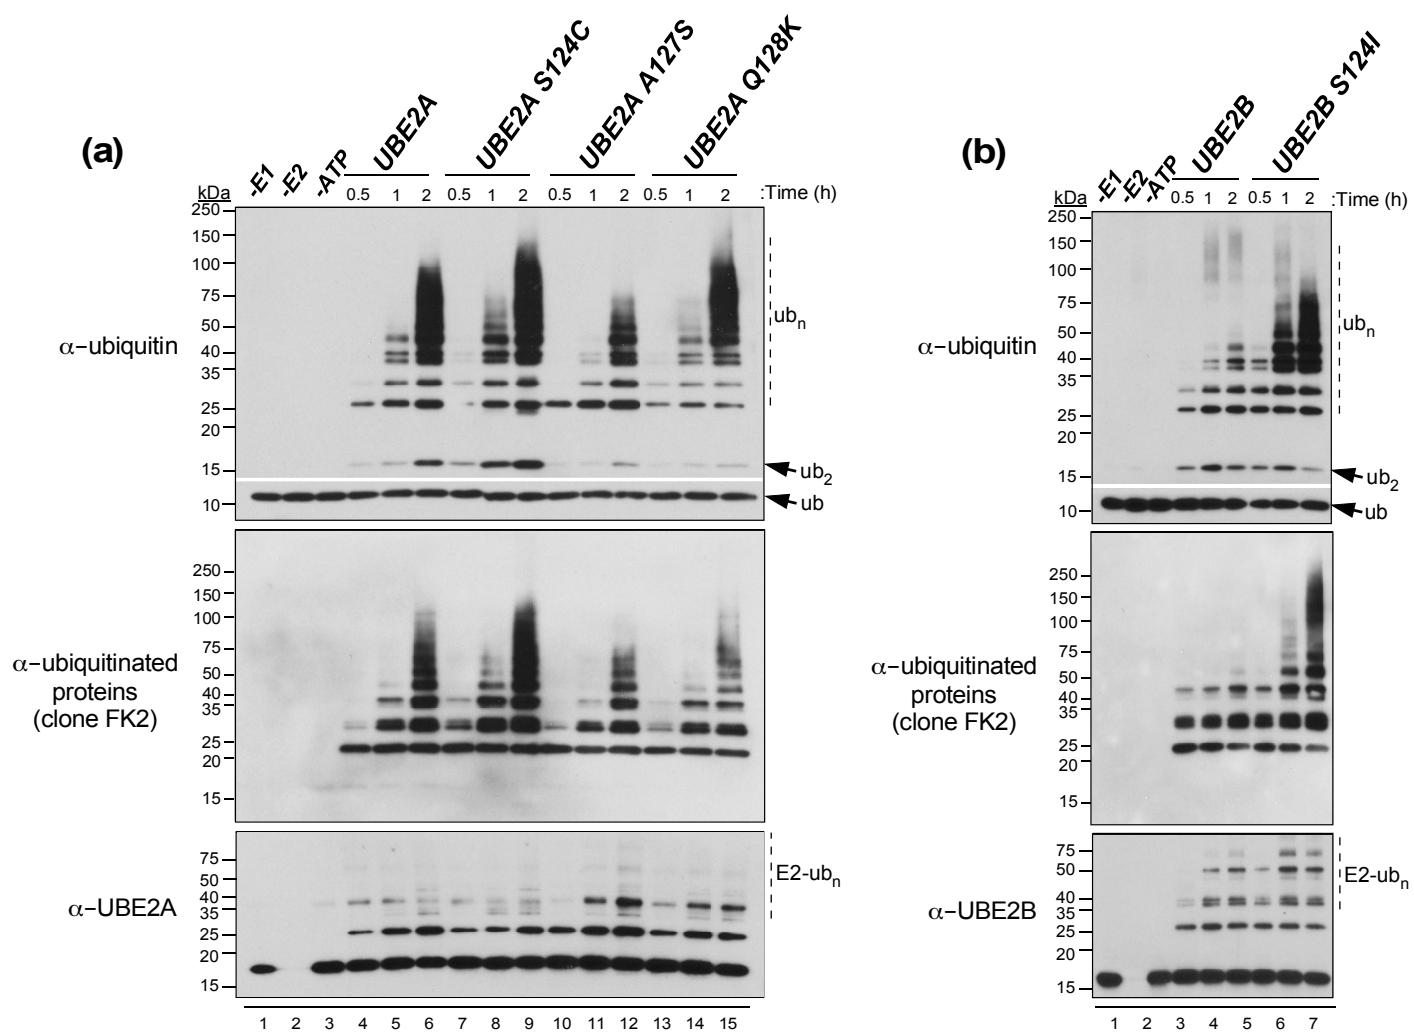 (a)
-E1
-E2
-ATP
UBE2A
UBE2A S124C
UBE2A A127S
UBE2A Q128K
kDa
0.5 1 2 0.5 1 2 0.5 1 2 0.5 1 2 :Time (h)
250
150
100
75
50
40
35
25
20
15
10
α-ubiquitin
ubn
ub2
ub
250
150
100
75
50
40
35
25
20
15
α-ubiquitinated
proteins
(clone FK2)
75
50
40
35
25
20
15
α-UBE2A
E2-ubn
1 2 3 4 5 6 7 8 9 10 11 12 13 14 15
(b)
-E1
-E2
-ATP
UBE2B
UBE2B S124I
kDa
0.5 1 2 0.5 1 2 :Time (h)
250
150
100
75
50
40
35
25
20
15
10
α-ubiquitin
ubn
ub2
ub
250
150
100
75
50
40
35
25
20
15
α-ubiquitinated
proteins
(clone FK2)
75
50
40
35
25
20
15
α-UBE2B
E2-ubn
1 2 3 4 5 6 7